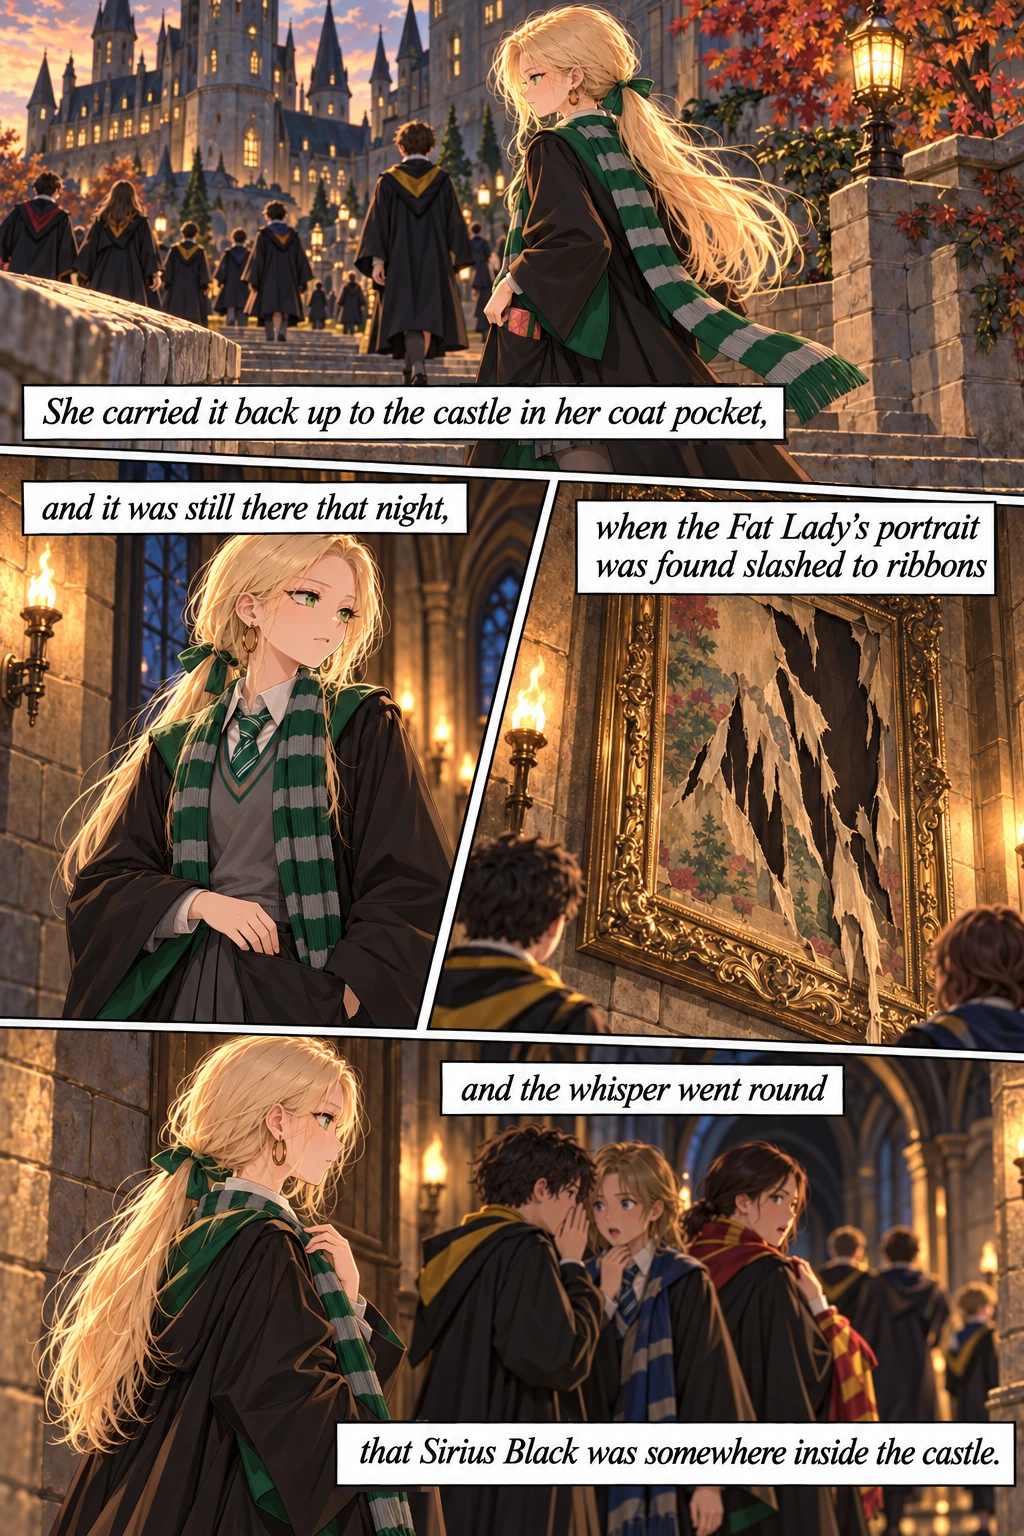 She carried it back up to the castle in her coat pocket,
and it was still there that night,
when the Fat Lady's portrait
was found slashed to ribbons
and the whisper went round
that Sirius Black was somewhere inside the castle.